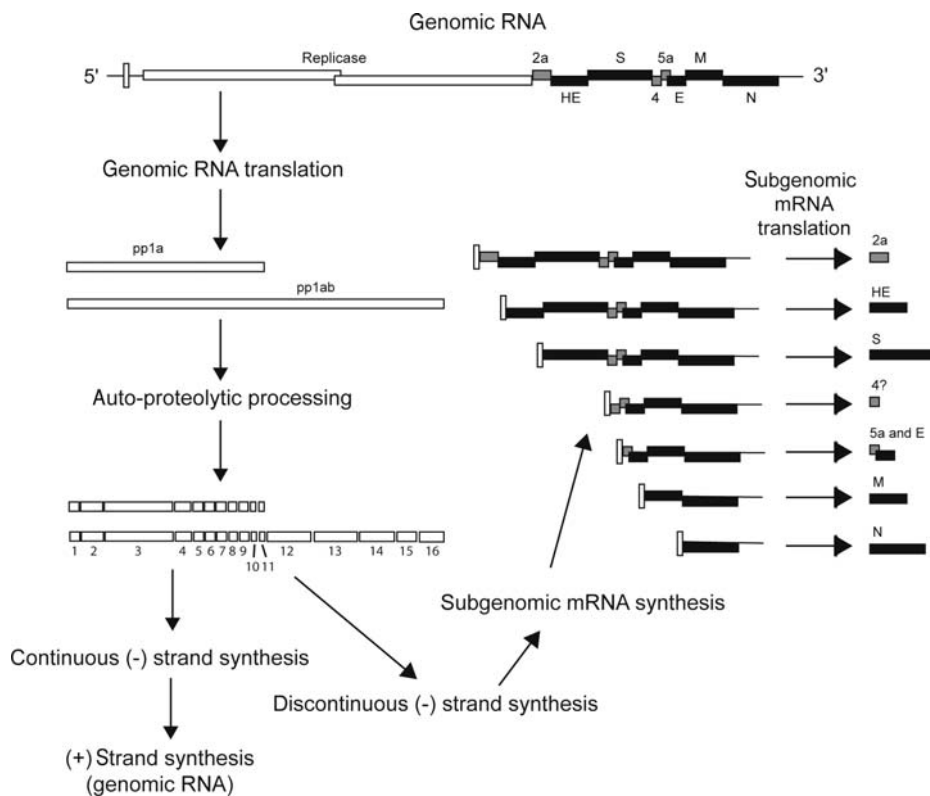 Genomic RNA
Replicase
2a
S
5a
M
5'
3'
HE
4
E
N
Genomic RNA translation
pp1a
pp1ab
Auto-proteolytic processing
1 2 3 4 5 6 7 8 9 10 11 12 13 14 15 16
Continuous (-) strand synthesis
(+) Strand synthesis
(genomic RNA)
Discontinuous (-) strand synthesis
Subgenomic mRNA synthesis
Subgenomic
mRNA
translation
2a
HE
S
4?
5a and E
M
N